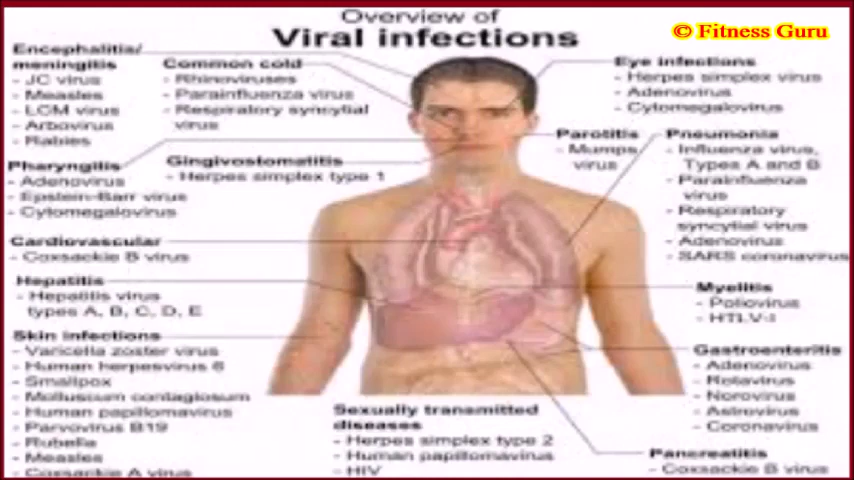 Overview of
Viral infections
© Fitness Guru
Encephalitis/
meningitis
- JC virus
- Measles
- LCM virus
- Arbovirus
- Rabies
Common cold
- Rhinoviruses
- Parainfluenza virus
- Respiratory syncytial
virus
Eye infections
- Herpes simplex virus
- Adenovirus
- Cytomegalovirus
Pharyngitis
- Adenovirus
- Epstein-Barr virus
- Cytomegalovirus
Gingivostomatitis
- Herpes simplex type 1
Parotitis
- Mumps
virus
Pneumonia
- Influenza virus,
Types A and B
- Parainfluenza
virus
- Respiratory
syncytial virus
- Adenovirus
- SARS coronavirus
Cardiovascular
- Coxsackie B virus
Hepatitis
- Hepatitis virus
types A, B, C, D, E
Myelitis
- Poliovirus
- HTLV-I
Skin infections
- Varicella zoster virus
- Human herpesvirus 6
- Smallpox
- Molluscum contagiosum
- Human papillomavirus
- Parvovirus B19
- Rubella
- Measles
- Coxsackie A virus
Sexually transmitted
diseases
- Herpes simplex type 2
- Human papillomavirus
- HIV
Gastroenteritis
- Adenovirus
- Rotavirus
- Norovirus
- Astrovirus
- Coronavirus
Pancreatitis
- Coxsackie B virus